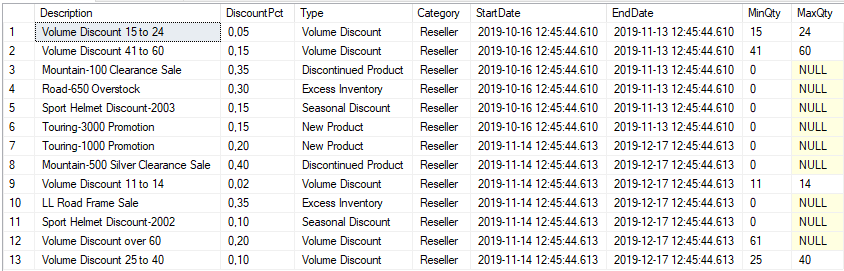 Description DiscountPct Type Category StartDate EndDate MinQty MaxQty
1 Volume Discount 15 to 24 0,05 Volume Discount Reseller 2019-10-16 12:45:44.610 2019-11-13 12:45:44.610 15 24
2 Volume Discount 41 to 60 0,15 Volume Discount Reseller 2019-10-16 12:45:44.610 2019-11-13 12:45:44.610 41 60
3 Mountain-100 Clearance Sale 0,35 Discontinued Product Reseller 2019-10-16 12:45:44.610 2019-11-13 12:45:44.610 0 NULL
4 Road-650 Overstock 0,30 Excess Inventory Reseller 2019-10-16 12:45:44.610 2019-11-13 12:45:44.610 0 NULL
5 Sport Helmet Discount-2003 0,15 Seasonal Discount Reseller 2019-10-16 12:45:44.610 2019-11-13 12:45:44.610 0 NULL
6 Touring-3000 Promotion 0,15 New Product Reseller 2019-10-16 12:45:44.610 2019-11-13 12:45:44.610 0 NULL
7 Touring-1000 Promotion 0,20 New Product Reseller 2019-11-14 12:45:44.613 2019-12-17 12:45:44.613 0 NULL
8 Mountain-500 Silver Clearance Sale 0,40 Discontinued Product Reseller 2019-11-14 12:45:44.613 2019-12-17 12:45:44.613 0 NULL
9 Volume Discount 11 to 14 0,02 Volume Discount Reseller 2019-11-14 12:45:44.613 2019-12-17 12:45:44.613 11 14
10 LL Road Frame Sale 0,35 Excess Inventory Reseller 2019-11-14 12:45:44.613 2019-12-17 12:45:44.613 0 NULL
11 Sport Helmet Discount-2002 0,10 Seasonal Discount Reseller 2019-11-14 12:45:44.613 2019-12-17 12:45:44.613 0 NULL
12 Volume Discount over 60 0,20 Volume Discount Reseller 2019-11-14 12:45:44.613 2019-12-17 12:45:44.613 61 NULL
13 Volume Discount 25 to 40 0,10 Volume Discount Reseller 2019-11-14 12:45:44.613 2019-12-17 12:45:44.613 25 40